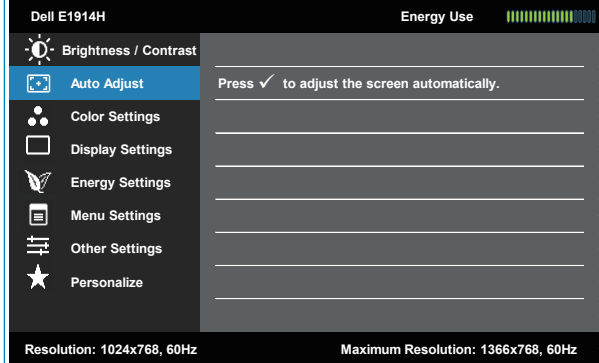 Dell E1914H Energy Use
Brightness / Contrast
Auto Adjust Press ✓ to adjust the screen automatically.
Color Settings
Display Settings
Energy Settings
Menu Settings
Other Settings
Personalize
Resolution: 1024x768, 60Hz Maximum Resolution: 1366x768, 60Hz